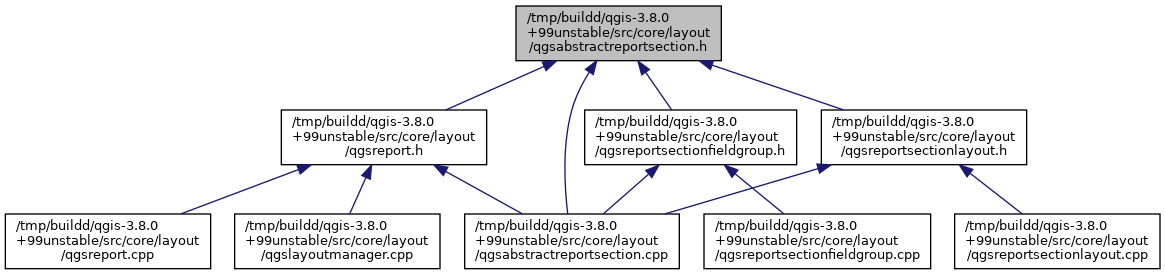 /tmp/buildd/qgis-3.8.0
+99unstable/src/core/layout
/qgsabstractreportsection.h
/tmp/buildd/qgis-3.8.0
+99unstable/src/core/layout
/qgsreport.h
/tmp/buildd/qgis-3.8.0
+99unstable/src/core/layout
/qgsreportsectionfieldgroup.h
/tmp/buildd/qgis-3.8.0
+99unstable/src/core/layout
/qgsreportsectionlayout.h
/tmp/buildd/qgis-3.8.0
+99unstable/src/core/layout
/qgsreport.cpp
/tmp/buildd/qgis-3.8.0
+99unstable/src/core/layout
/qgslayoutmanager.cpp
/tmp/buildd/qgis-3.8.0
+99unstable/src/core/layout
/qgsabstractreportsection.cpp
/tmp/buildd/qgis-3.8.0
+99unstable/src/core/layout
/qgsreportsectionfieldgroup.cpp
/tmp/buildd/qgis-3.8.0
+99unstable/src/core/layout
/qgsreportsectionlayout.cpp